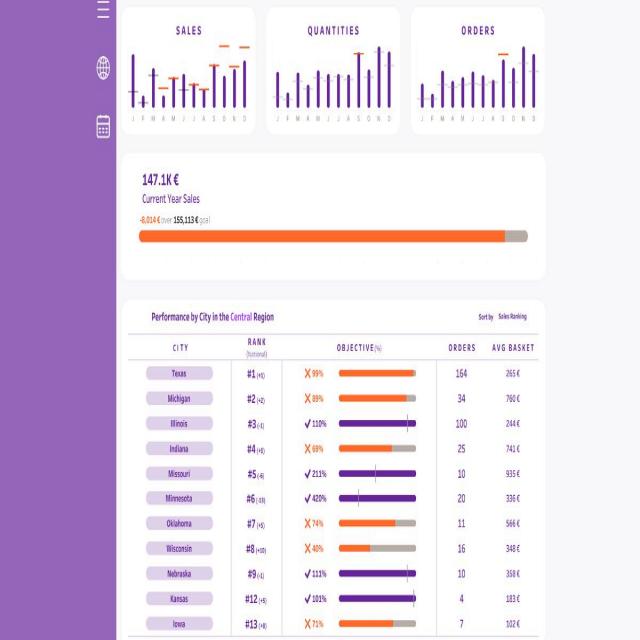 SALES
QUANTITIES
ORDERS
J F M A M J J A S O N D
J F M A M J J A S O N D
J F M A M J J A S O N D
147.1K €
Current Year Sales
-8,014 € over 155,113 € goal
Performance by City in the Central Region
Sort by Sales Ranking
CITY RANK (National) OBJECTIVE(%) ORDERS AVG BASKET
Texas #1 (+1) 99% 164 265 €
Michigan #2 (+2) 89% 34 760 €
Illinois #3 (-1) 110% 100 244 €
Indiana #4 69% 25 741 €
Missouri #5 211% 10 935 €
Minnesota #6 420% 20 336 €
Oklahoma #7 (+5) 74% 11 566 €
Wisconsin #8 (+10) 40% 16 348 €
Nebraska #9 (-1) 111% 10 358 €
Kansas #12 (+5) 101% 4 183 €
Iowa #13 71% 7 102 €